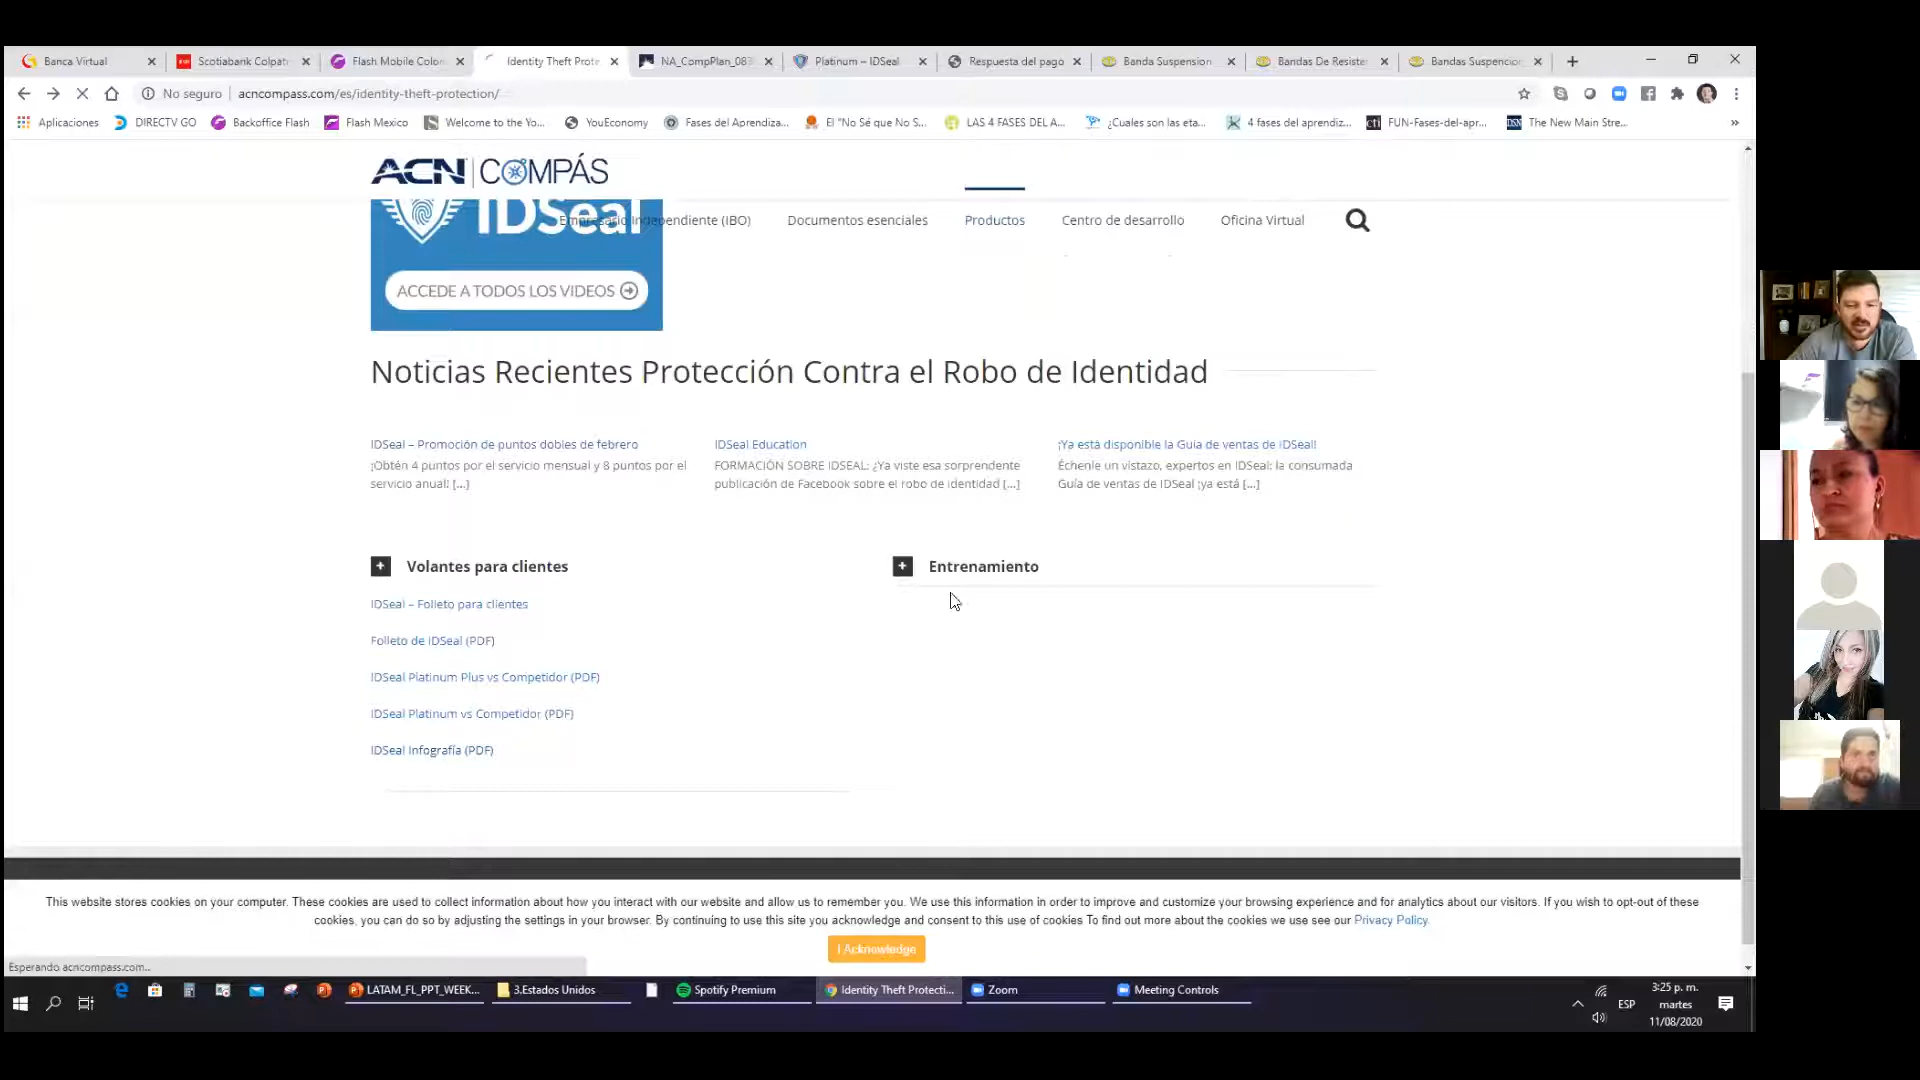 Banca Virtual
Scotiabank Colpatr
Flash Mobile Colom
Identity Theft Prote
NA_CompPlan_083
Platinum – IDSeal
Respuesta del pago
Banda Suspension
Bandas De Resiste
Bandas Suspencion
No seguro acncompass.com/es/identity-theft-protection/
Aplicaciones
DIRECTV GO
Backoffice Flash
Flash Mexico
Welcome to the Yo...
YouEconomy
Fases del Aprendiza...
El "No Sé que No S...
LAS 4 FASES DEL A...
¿Cuales son las eta...
4 fases del aprendiz...
FUN-Fases-del-apr...
The New Main Stre...
ACN | COMPÁS
IDSeal
Empresario Independiente (IBO)
Documentos esenciales
Productos
Centro de desarrollo
Oficina Virtual
ACCEDE A TODOS LOS VIDEOS
Noticias Recientes Protección Contra el Robo de Identidad
IDSeal – Promoción de puntos dobles de febrero
¡Obtén 4 puntos por el servicio mensual y 8 puntos por el
servicio anual! [...]
IDSeal Education
FORMACIÓN SOBRE IDSEAL: ¿Ya viste esa sorprendente
publicación de Facebook sobre el robo de identidad [...]
¡Ya está disponible la Guía de ventas de IDSeal!
Échenle un vistazo, expertos en IDSeal: la consumada
Guía de ventas de IDSeal ¡ya está [...]
Volantes para clientes
IDSeal – Folleto para clientes
Folleto de IDSeal (PDF)
IDSeal Platinum Plus vs Competidor (PDF)
IDSeal Platinum vs Competidor (PDF)
IDSeal Infografía (PDF)
Entrenamiento
This website stores cookies on your computer. These cookies are used to collect information about how you interact with our website and allow us to remember you. We use this information in order to improve and customize your browsing experience and for analytics about our visitors. If you wish to opt-out of these
cookies, you can do so by adjusting the settings in your browser. By continuing to use this site you acknowledge and consent to this use of cookies To find out more about the cookies we use see our Privacy Policy.
I Acknowledge
Esperando acncompass.com...
LATAM_FL_PPT_WEEK...
3.Estados Unidos
Spotify Premium
Identity Theft Protecti...
Zoom
Meeting Controls
ESP
3:25 p. m.
martes
11/08/2020